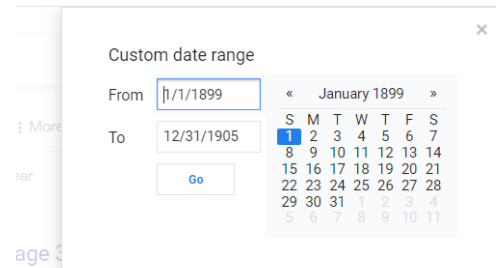 ×
Custom date range
From 1/1/1899
To 12/31/1905
Go
« January 1899 »
S M T W T F S
1 2 3 4 5 6 7
8 9 10 11 12 13 14
15 16 17 18 19 20 21
22 23 24 25 26 27 28
29 30 31 1 2 3 4
5 6 7 8 9 10 11
More
ear
age 3